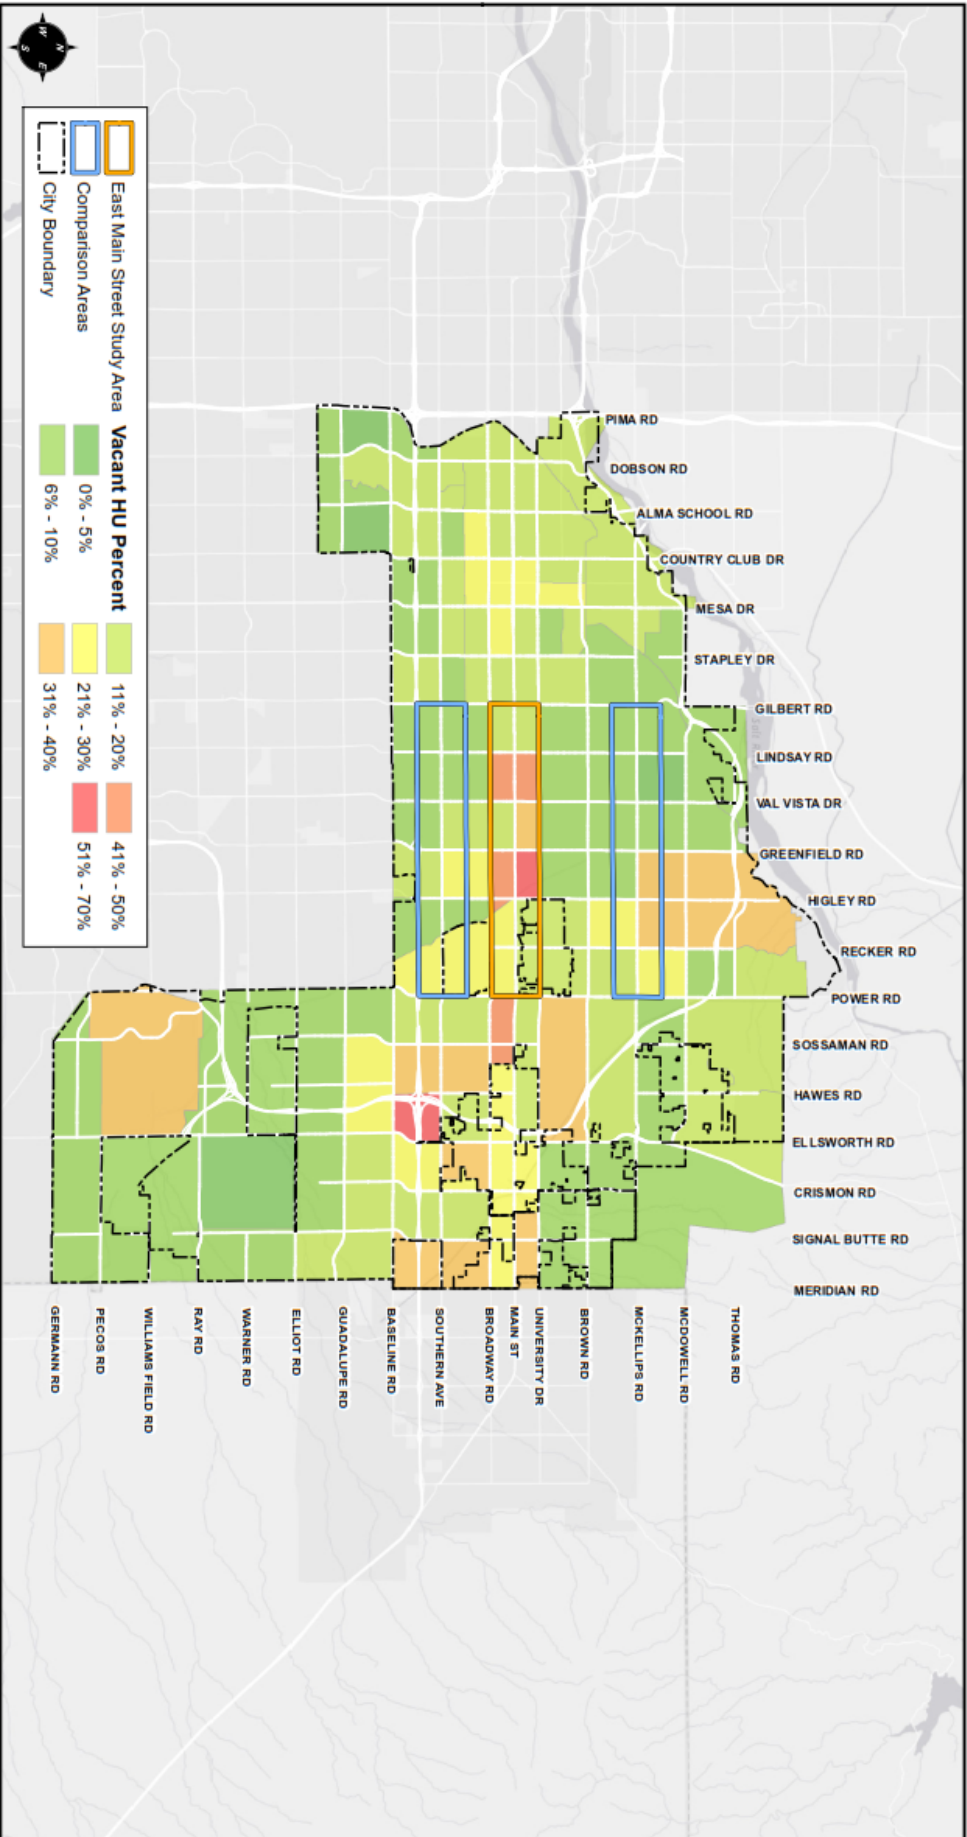 N
W
E
S
PIMA RD
DOBSON RD
ALMA SCHOOL RD
COUNTRY CLUB DR
MESA DR
STAPLEY DR
GILBERT RD
LINDSAY RD
VAL VISTA DR
GREENFIELD RD
HIGLEY RD
RECKER RD
POWER RD
SOSSAMAN RD
HAWES RD
ELLSWORTH RD
CRISMON RD
SIGNAL BUTTE RD
MERIDIAN RD
THOMAS RD
MCDOWELL RD
MCKELLIPS RD
BROWN RD
UNIVERSITY DR
MAIN ST
BROADWAY RD
SOUTHERN AVE
BASELINE RD
GUADALUPE RD
ELLIOT RD
WARNER RD
RAY RD
WILLIAMS FIELD RD
PECOS RD
GERMANN RD
East Main Street Study Area
Comparison Areas
City Boundary
Vacant HU Percent
0% - 5%
6% - 10%
11% - 20%
21% - 30%
31% - 40%
41% - 50%
51% - 70%